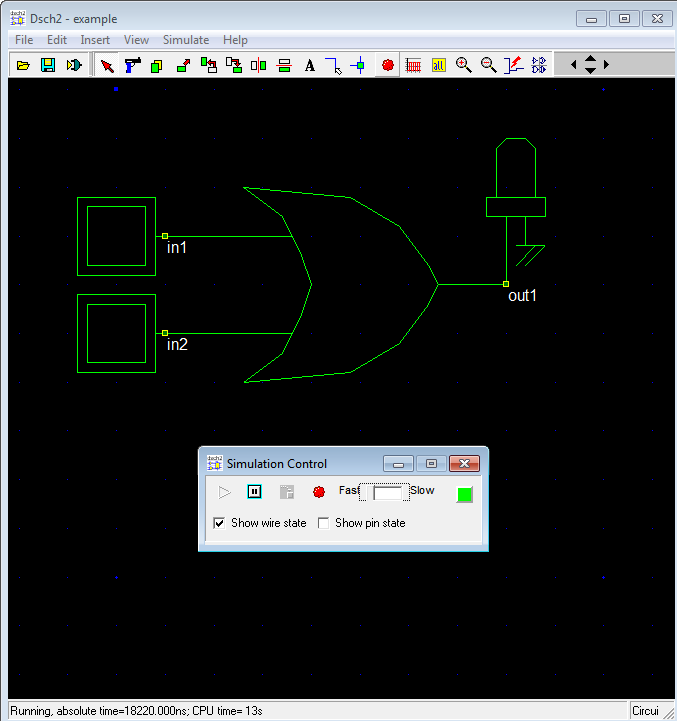 Dsch2 - example
File Edit Insert View Simulate Help
A
all
in1
in2
out1
Simulation Control
Fast Slow
Show wire state Show pin state
Running, absolute time=18220.000ns; CPU time= 13s
Circui